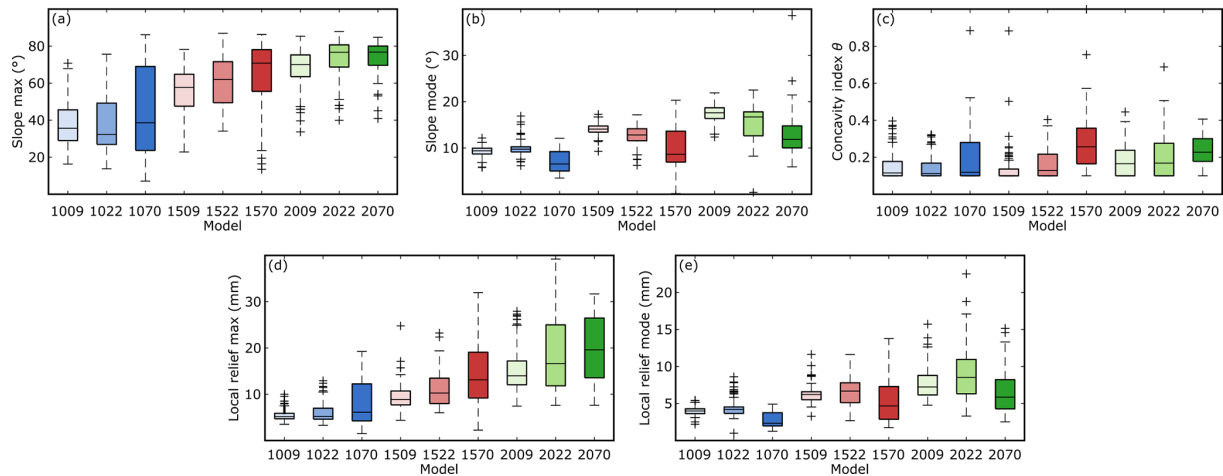 (a)
Slope max (°)
80
60
40
20
1009 1022 1070 1509 1522 1570 2009 2022 2070
Model
(b)
Slope mode (°)
30
20
10
1009 1022 1070 1509 1522 1570 2009 2022 2070
Model
(c)
Concavity index θ
0.8
0.6
0.4
0.2
1009 1022 1070 1509 1522 1570 2009 2022 2070
Model
(d)
Local relief max (mm)
30
20
10
1009 1022 1070 1509 1522 1570 2009 2022 2070
Model
(e)
Local relief mode (mm)
20
15
10
5
1009 1022 1070 1509 1522 1570 2009 2022 2070
Model